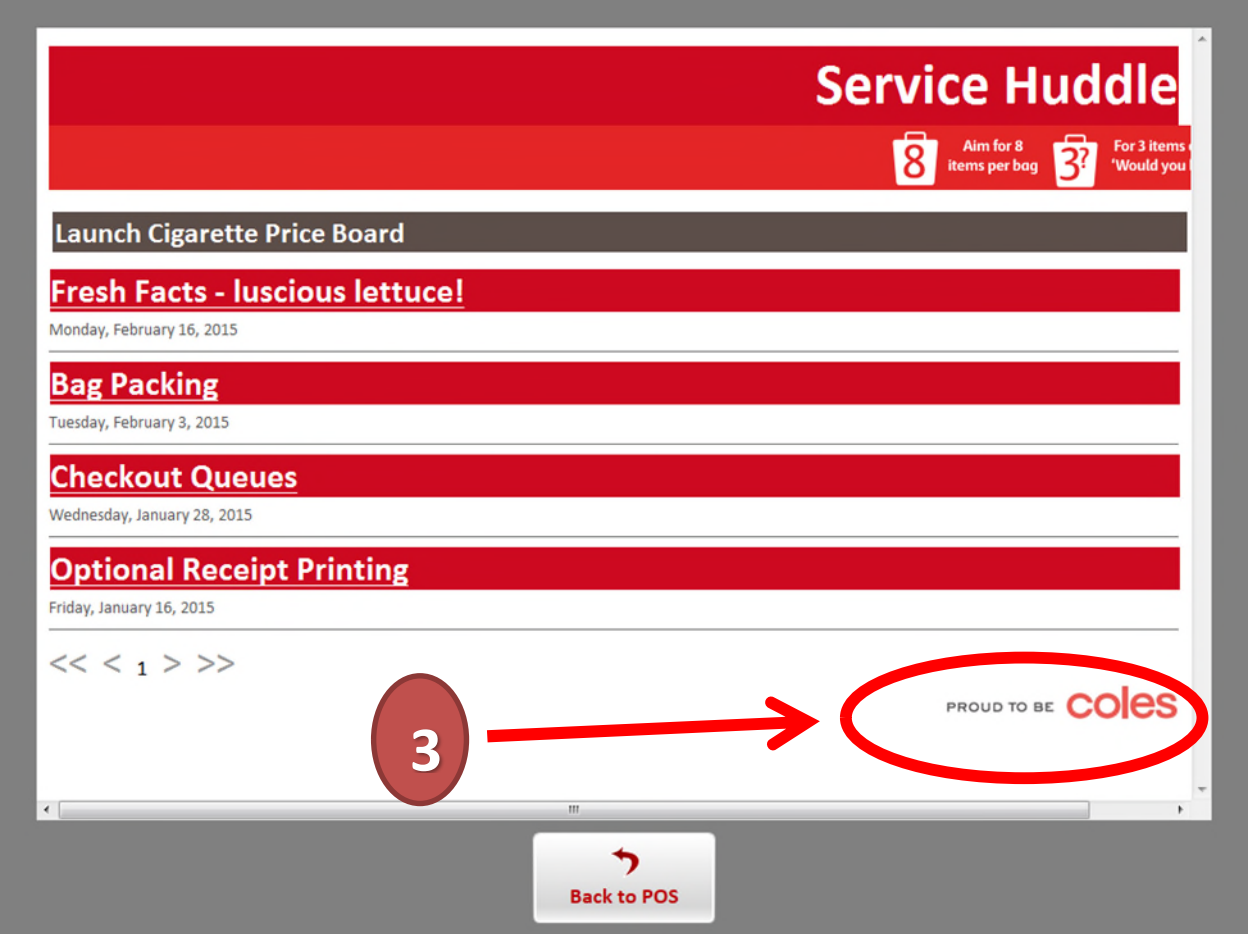 Service Huddle
8 Aim for 8 items per bag 3? For 3 items
'Would you
Launch Cigarette Price Board
Fresh Facts - luscious lettuce!
Monday, February 16, 2015
Bag Packing
Tuesday, February 3, 2015
Checkout Queues
Wednesday, January 28, 2015
Optional Receipt Printing
Friday, January 16, 2015
<< < 1 > >>
PROUD TO BE coles
3
Back to POS